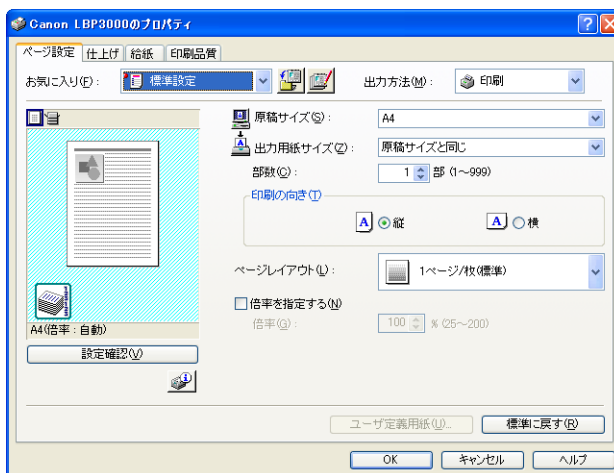 Canon LBP3000のプロパティ
ページ設定 仕上げ 給紙 印刷品質
お気に入り(F): 標準設定 出力方法(M): 印刷
原稿サイズ(S): A4
出力用紙サイズ(Z): 原稿サイズと同じ
部数(C): 1 部 (1～999)
印刷の向き(T)
A 縦 A 横
ページレイアウト(L): 1ページ/枚(標準)
倍率を指定する(N)
倍率(G): 100 % (25～200)
A4(倍率：自動)
設定確認(V)
ユーザ定義用紙(U)... 標準に戻す(R)
OK キャンセル ヘルプ